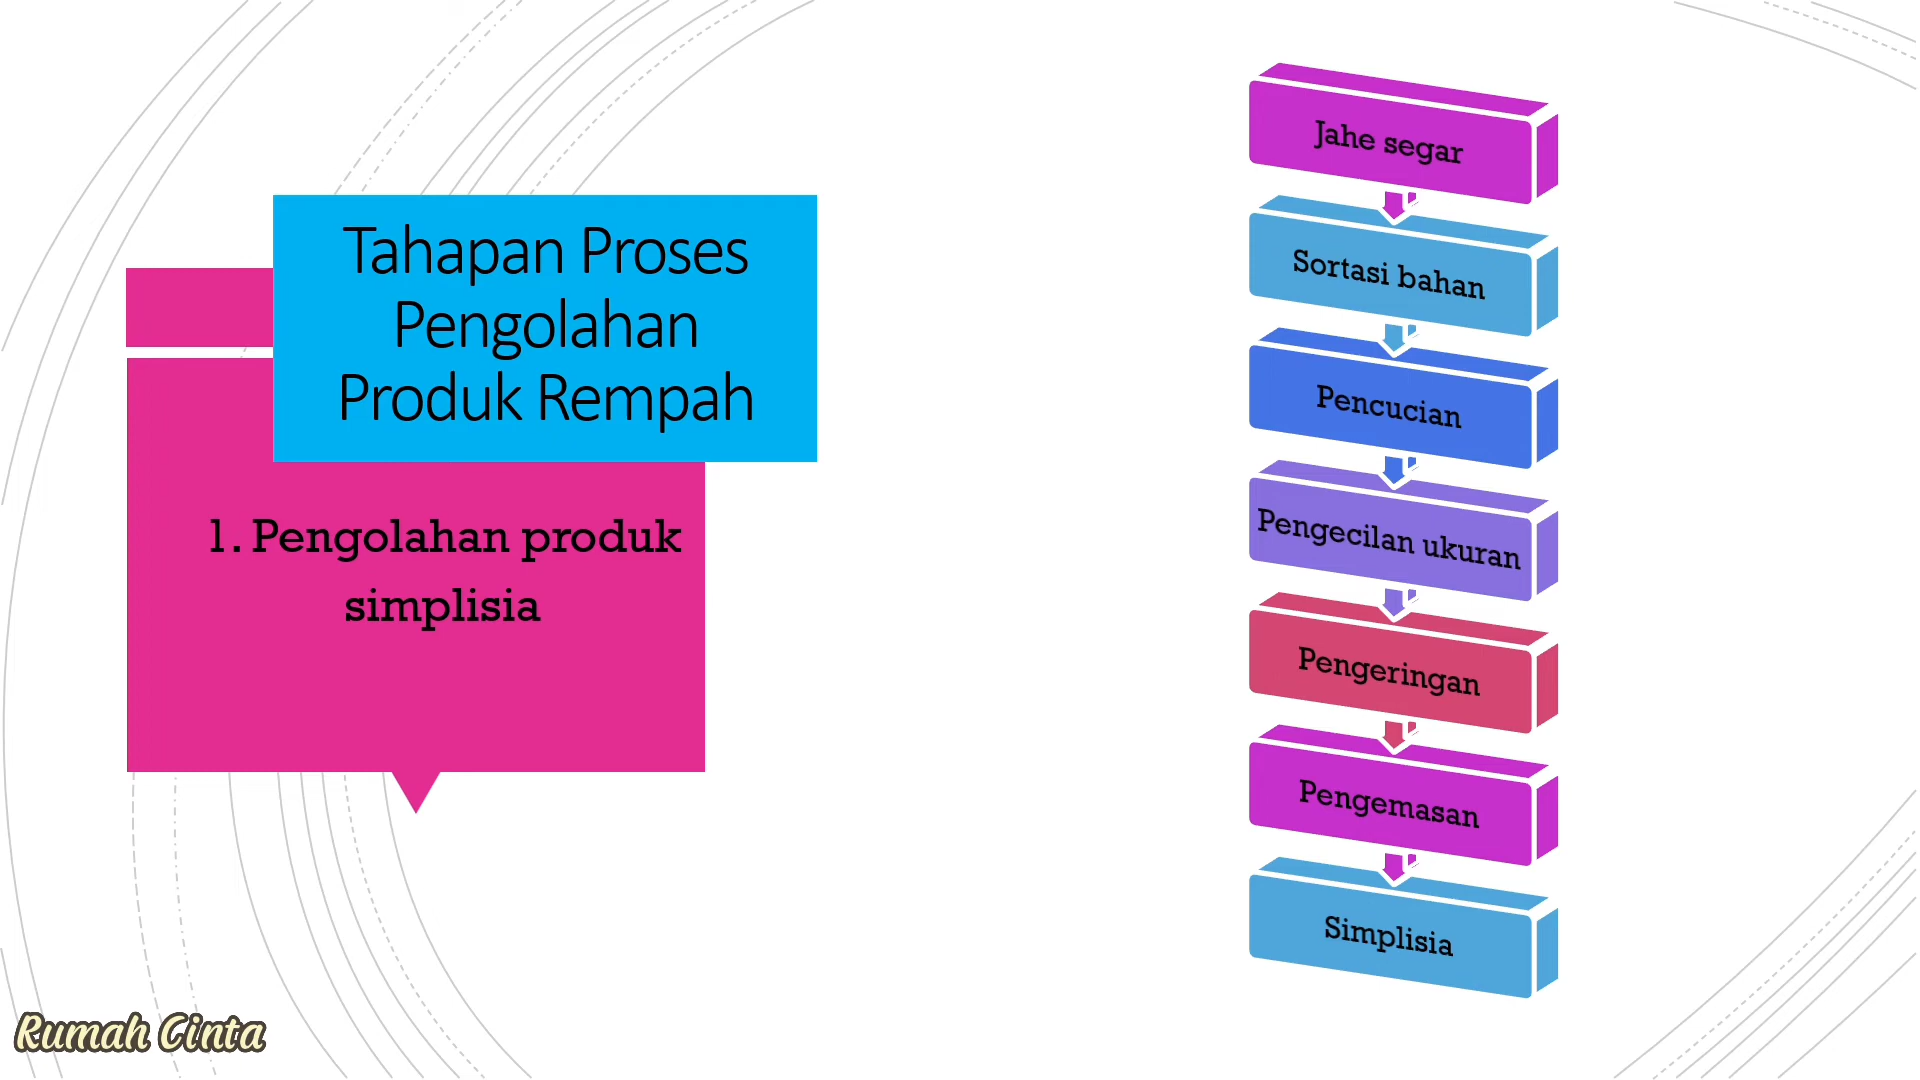 Tahapan Proses
Pengolahan
Produk Rempah
1. Pengolahan produk
simplisia
Jahe segar
Sortasi bahan
Pencucian
Pengecilan ukuran
Pengeringan
Pengemasan
Simplisia
Rumah Cinta